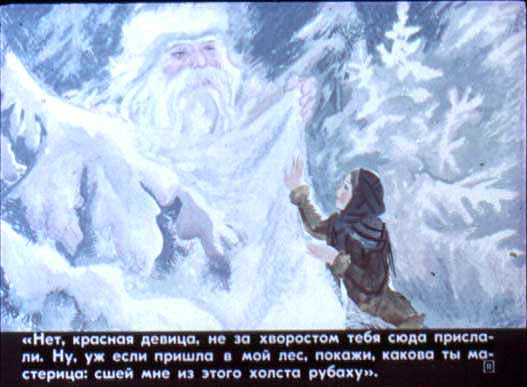 «Нет, красная девица, не за хворостом тебя сюда присла-
ли. Ну, уж если пришла в мой лес, покажи, какова ты ма-
стерица: сшей мне из этого холста рубаху».
11